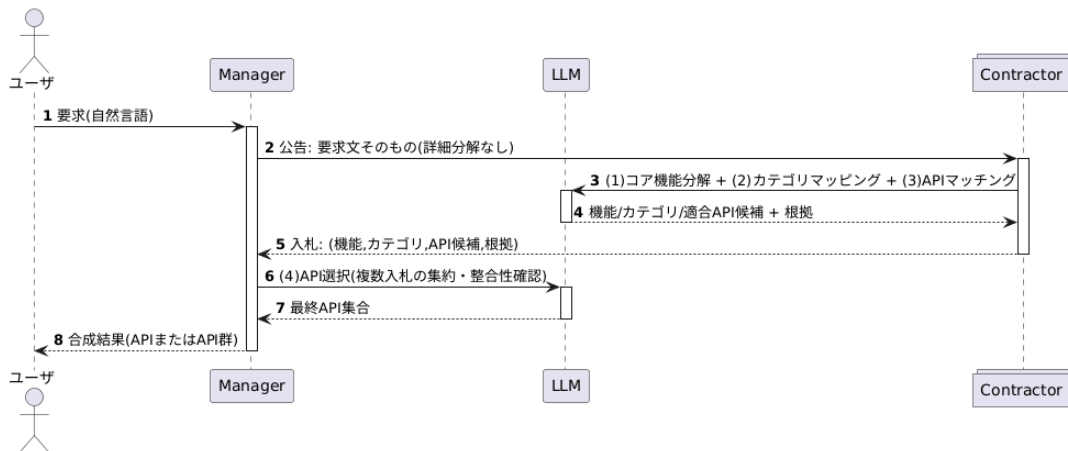 ユーザ
Manager
LLM
Contractor
1 要求(自然言語)
2 公告: 要求文そのもの(詳細分解なし)
3 (1)コア機能分解 + (2)カテゴリマッピング + (3)APIマッチング
4 機能/カテゴリ/適合API候補 + 根拠
5 入札: (機能,カテゴリ,API候補,根拠)
6 (4)API選択(複数入札の集約・整合性確認)
7 最終API集合
8 合成結果(APIまたはAPI群)
ユーザ
Manager
LLM
Contractor